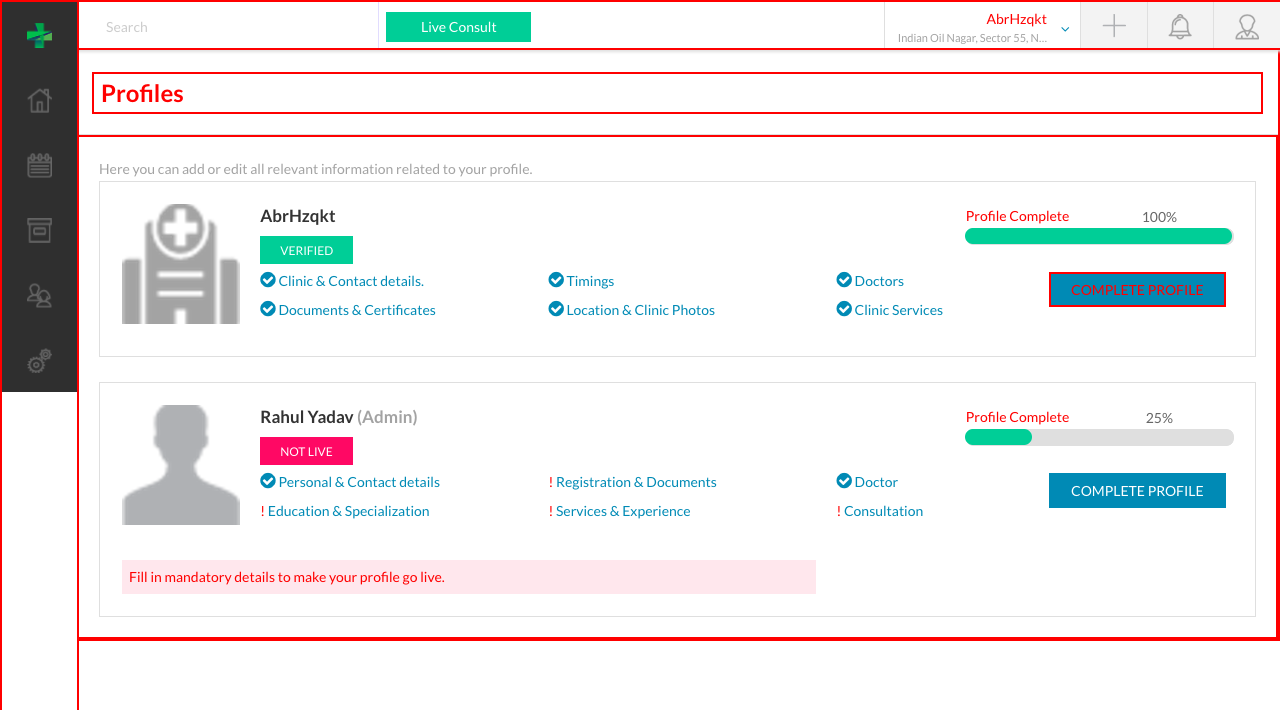 Search
Live Consult
AbrHzqkt
Indian Oil Nagar, Sector 55, N...
Profiles
Here you can add or edit all relevant information related to your profile.
AbrHzqkt
Profile Complete 100%
VERIFIED
Clinic & Contact details. Timings Doctors
COMPLETE PROFILE
Documents & Certificates Location & Clinic Photos Clinic Services
Rahul Yadav (Admin)
Profile Complete 25%
NOT LIVE
Personal & Contact details ! Registration & Documents Doctor
COMPLETE PROFILE
! Education & Specialization ! Services & Experience ! Consultation
Fill in mandatory details to make your profile go live.